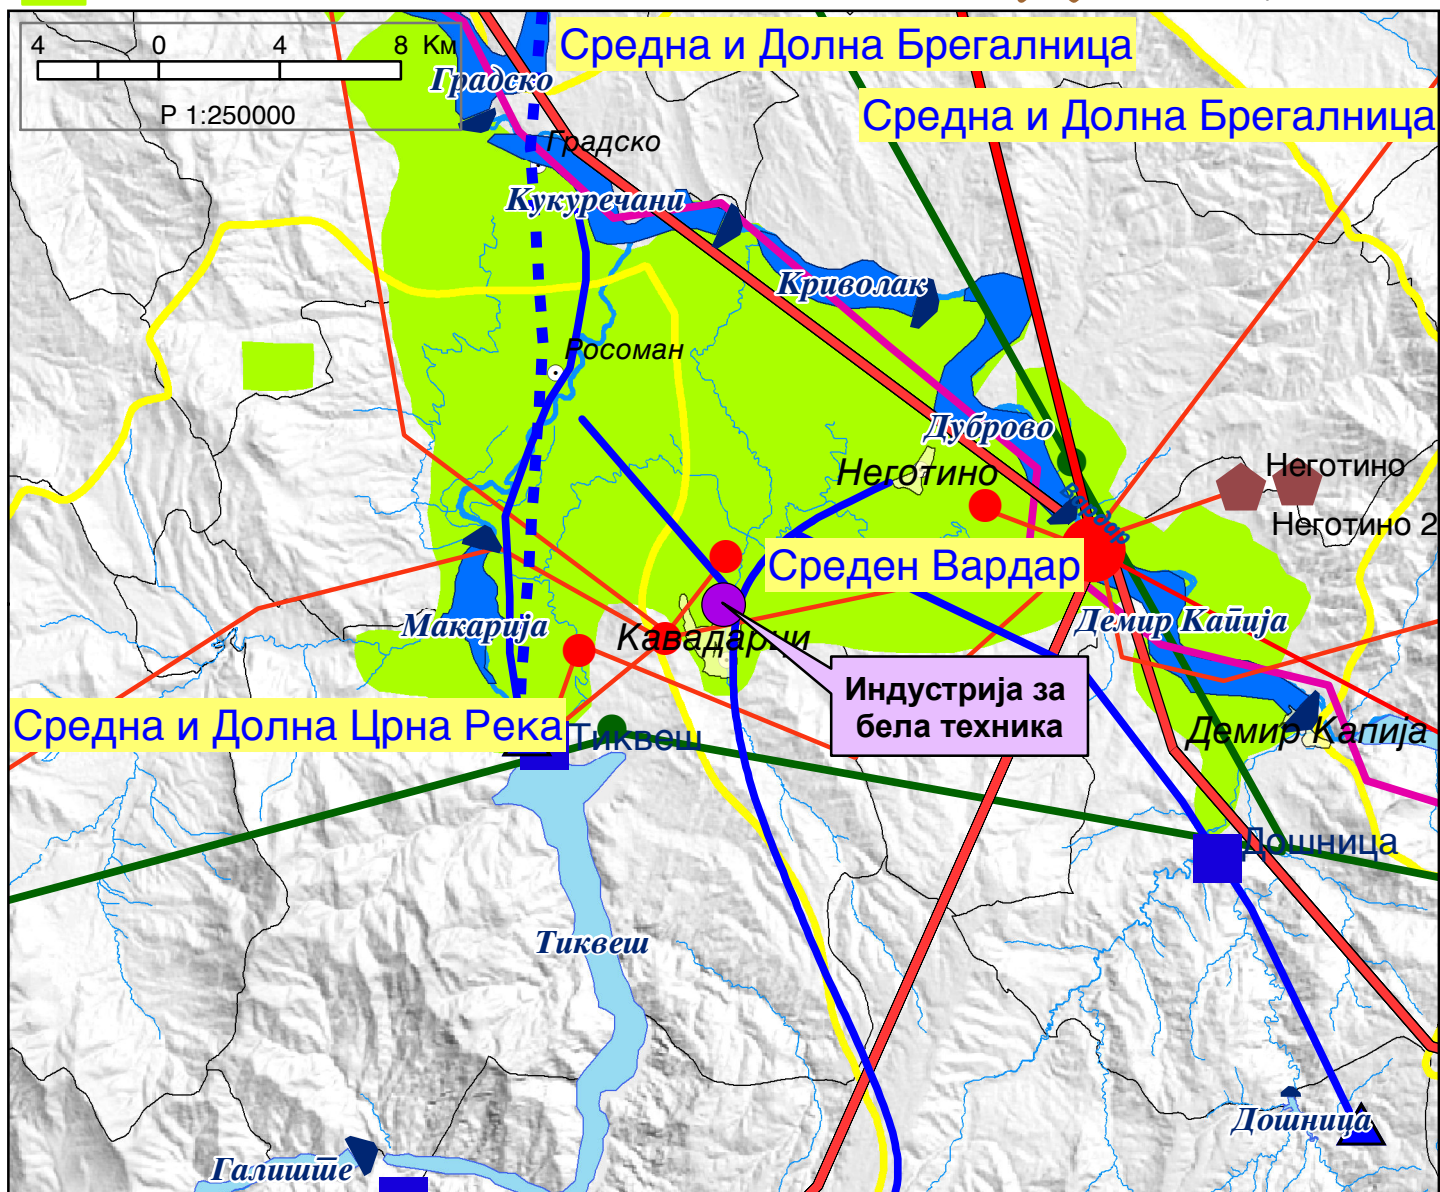 4 0 4 8 Км
Р 1:250000
Средна и Долна Брегалница
Градско
Средна и Долна Брегалница
Градско
Кукуречани
Криволак
Росоман
Дуброво
Неготино
Неготино
Вардар
Неготино 2
Среден Вардар
Макарија
Кавадарци
Демир Капија
Индустрија за
бела техника
Средна и Долна Црна Река
Тиквеш
Демир Капија
Дошница
Тиквеш
Дошница
Галиште